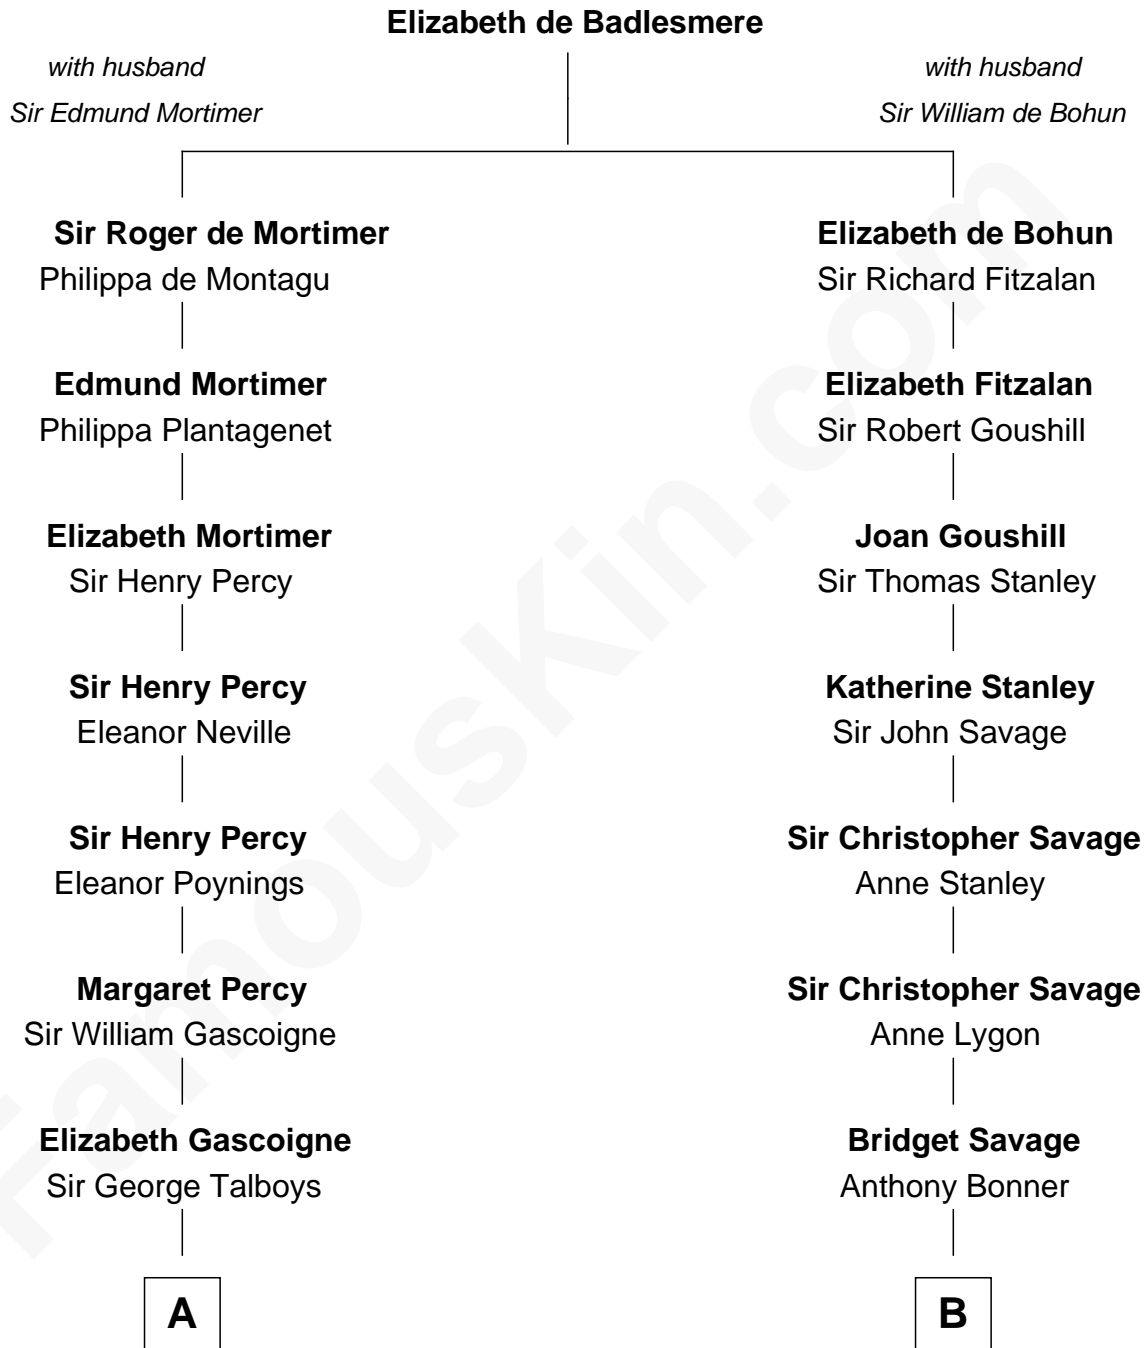 Elizabeth de Badlesmere
with husband
Sir Edmund Mortimer
with husband
Sir William de Bohun
Sir Roger de Mortimer
Philippa de Montagu
Edmund Mortimer
Philippa Plantagenet
Elizabeth Mortimer
Sir Henry Percy
Sir Henry Percy
Eleanor Neville
Sir Henry Percy
Eleanor Poynings
Margaret Percy
Sir William Gascoigne
Elizabeth Gascoigne
Sir George Talboys
A
Elizabeth de Bohun
Sir Richard Fitzalan
Elizabeth Fitzalan
Sir Robert Goushill
Joan Goushill
Sir Thomas Stanley
Katherine Stanley
Sir John Savage
Sir Christopher Savage
Anne Stanley
Sir Christopher Savage
Anne Lygon
Bridget Savage
Anthony Bonner
B
FamousKin.com